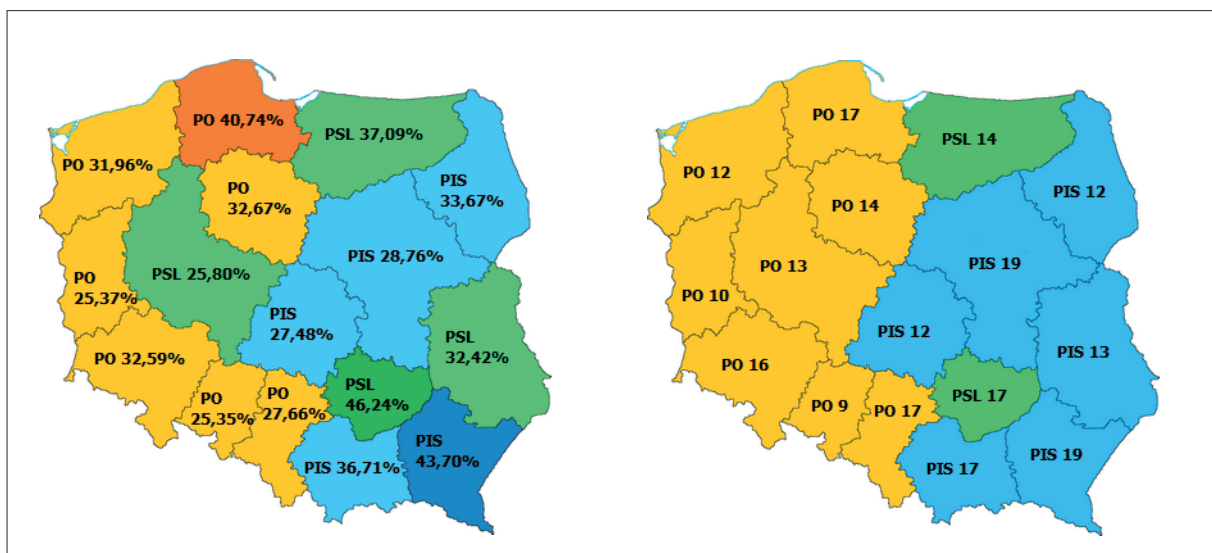 PO 40,74%
PSL 37,09%
PO 31,96%
PO
32,67%
PIS
33,67%
PSL 25,80%
PIS 28,76%
PO
25,37%
PIS
27,48%
PSL
32,42%
PO 32,59%
PO
25,35%
PO
27,66%
PSL
46,24%
PIS 36,71%
PIS
43,70%
PO 17
PSL 14
PO 12
PIS 12
PO 14
PO 13
PIS 19
PO 10
PIS 12
PIS 13
PO 16
PO 9
PO 17
PSL 17
PIS 17
PIS 19